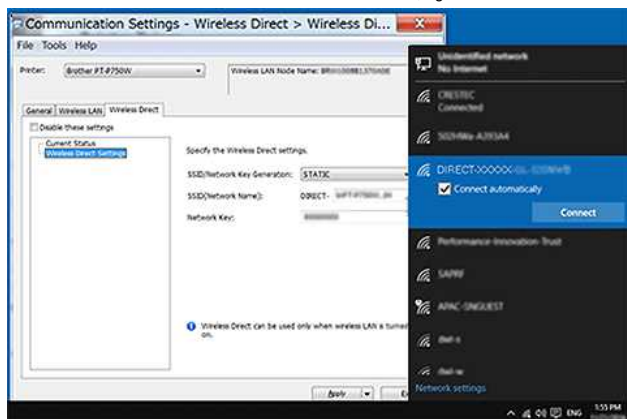 Communication Settings - Wireless Direct > Wireless Di...
File Tools Help
Printer: Brother PT-P750W
Wireless LAN Node Name:
General Wireless LAN Wireless Direct
Disable these settings
Current Status
Wireless Direct Settings
Specify the Wireless Direct settings.
SSID/Network Key Generation: STATIC
SSID(Network Name): DIRECT-
Network Key:
Wireless Direct can be used only when wireless LAN is turned
on.
Apply
Unidentified network
No Internet
CRESTEC
Connected
DIRECT-XXXXX
Connect automatically
Connect
Performance-Innovation-Trust
SAPRF
APAC-SNGUEST
Network settings
ENG
1:55 PM